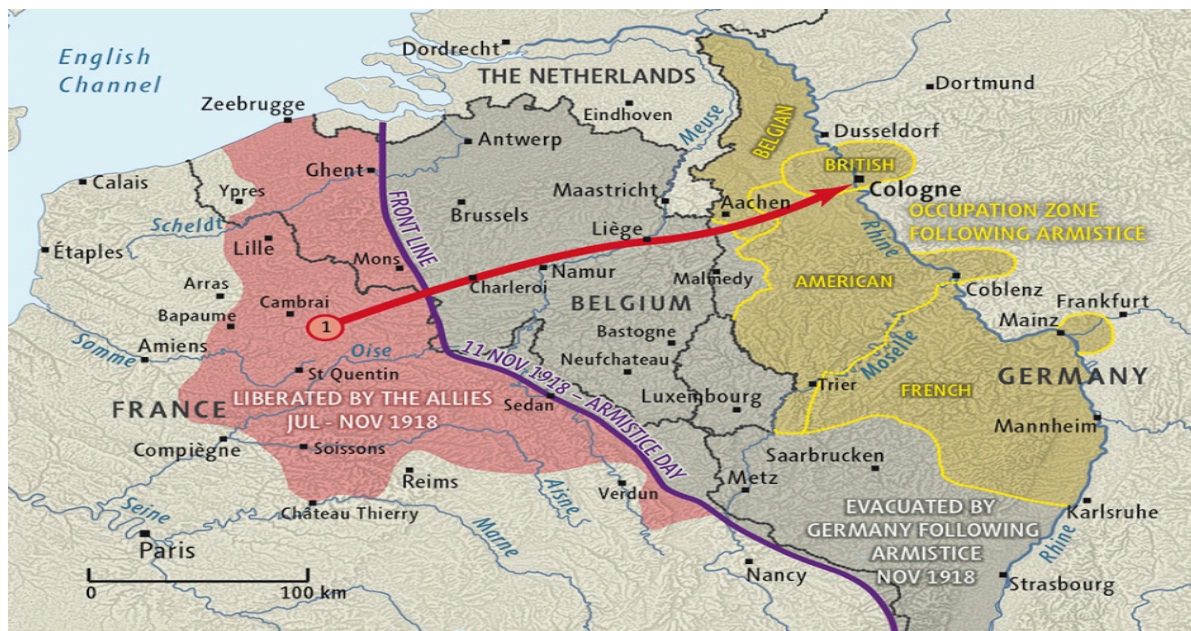 English
Channel
Dordrecht
THE NETHERLANDS
Dortmund
Zeebrugge
Eindhoven
Meuse
Antwerp
Dusseldorf
BELGIAN
BRITISH
Ghent
Calais
Ypres
Maastricht
Cologne
Aachen
Scheldt
Brussels
FRONT LINE
OCCUPATION ZONE
FOLLOWING ARMISTICE
Lille
Liège
Rhine
Étaples
Mons
Namur
Malmedy
Charleroi
AMERICAN
Arras
Cambrai
BELGIUM
Coblenz
Frankfurt
Bapaume
1
Bastogne
Mainz
Somme
Amiens
Oise
11 NOV 1918 – ARMISTICE DAY
Neufchateau
Moselle
St Quentin
Trier
FRENCH
GERMANY
FRANCE
LIBERATED BY THE ALLIES
JUL - NOV 1918
Sedan
Luxembourg
Mannheim
Compiègne
Soissons
Saarbrucken
Reims
Metz
Verdun
Aisne
Seine
Château Thierry
Marne
EVACUATED BY
GERMANY FOLLOWING
ARMISTICE
NOV 1918
Karlsruhe
Rhine
Paris
Nancy
Strasbourg
0
100 km